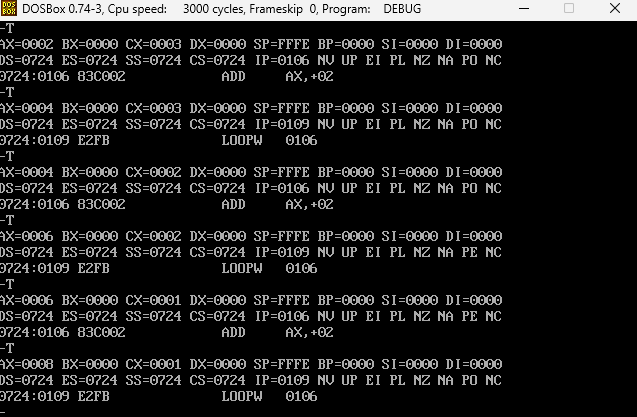 DOSBox 0.74-3, Cpu speed:    3000 cycles, Frameskip  0, Program:    DEBUG
-T
AX=0002 BX=0000 CX=0003 DX=0000 SP=FFFE BP=0000 SI=0000 DI=0000
DS=0724 ES=0724 SS=0724 CS=0724 IP=0106 NV UP EI PL NZ NA PO NC
0724:0106 83C002            ADD     AX,+02
-T
AX=0004 BX=0000 CX=0003 DX=0000 SP=FFFE BP=0000 SI=0000 DI=0000
DS=0724 ES=0724 SS=0724 CS=0724 IP=0109 NV UP EI PL NZ NA PO NC
0724:0109 E2FB              LOOPW   0106
-T
AX=0004 BX=0000 CX=0002 DX=0000 SP=FFFE BP=0000 SI=0000 DI=0000
DS=0724 ES=0724 SS=0724 CS=0724 IP=0106 NV UP EI PL NZ NA PO NC
0724:0106 83C002            ADD     AX,+02
-T
AX=0006 BX=0000 CX=0002 DX=0000 SP=FFFE BP=0000 SI=0000 DI=0000
DS=0724 ES=0724 SS=0724 CS=0724 IP=0109 NV UP EI PL NZ NA PE NC
0724:0109 E2FB              LOOPW   0106
-T
AX=0006 BX=0000 CX=0001 DX=0000 SP=FFFE BP=0000 SI=0000 DI=0000
DS=0724 ES=0724 SS=0724 CS=0724 IP=0106 NV UP EI PL NZ NA PE NC
0724:0106 83C002            ADD     AX,+02
-T
AX=0008 BX=0000 CX=0001 DX=0000 SP=FFFE BP=0000 SI=0000 DI=0000
DS=0724 ES=0724 SS=0724 CS=0724 IP=0109 NV UP EI PL NZ NA PO NC
0724:0109 E2FB              LOOPW   0106
-